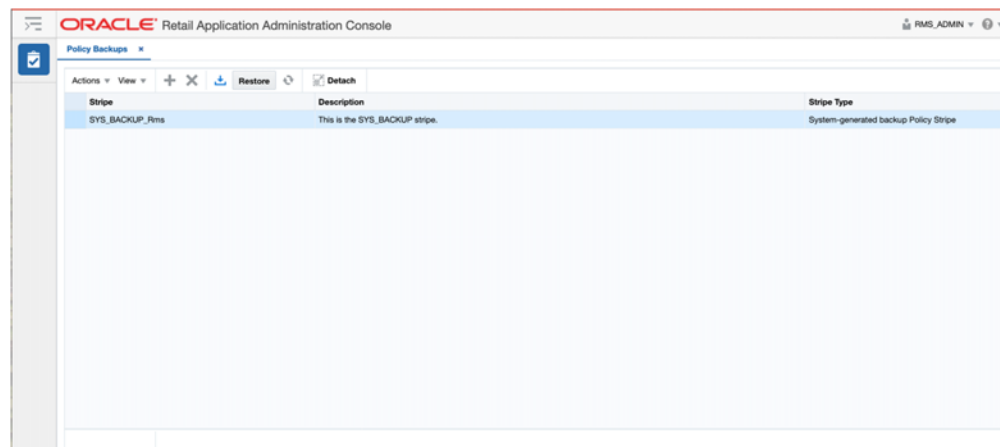 ORACLE Retail Application Administration Console RMS_ADMIN
Policy Backups
Actions View Restore Detach
Stripe Description Stripe Type
SYS_BACKUP_Rms This is the SYS_BACKUP stripe. System-generated backup Policy Stripe